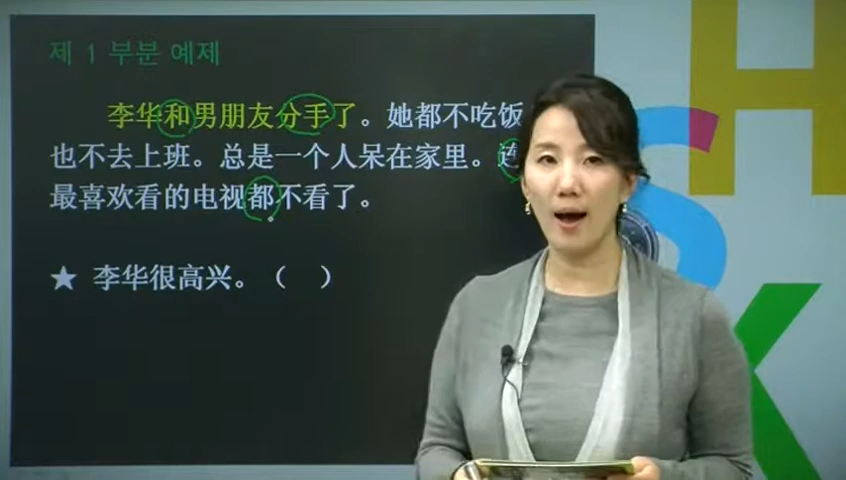 제 1 부분 예제
李华和男朋友分手了。她都不吃饭
也不去上班。总是一个人呆在家里。连
最喜欢看的电视都不看了。
★ 李华很高兴。（ ）
H
S
K